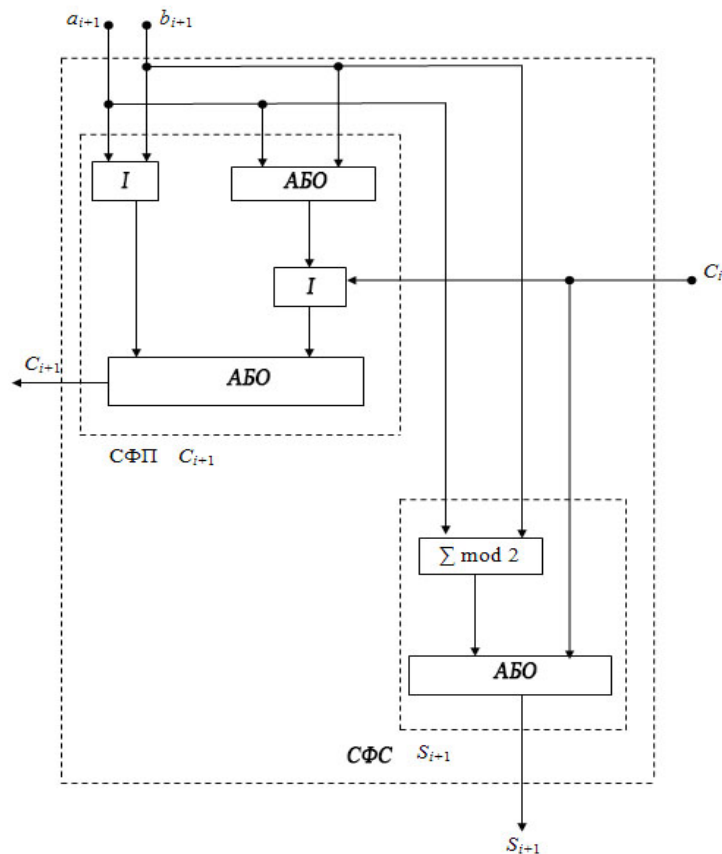 a_{i+1} b_{i+1}
I АБО
I
C_i
C_{i+1}
АБО
СФП C_{i+1}
∑ mod 2
АБО
СФС S_{i+1}
S_{i+1}